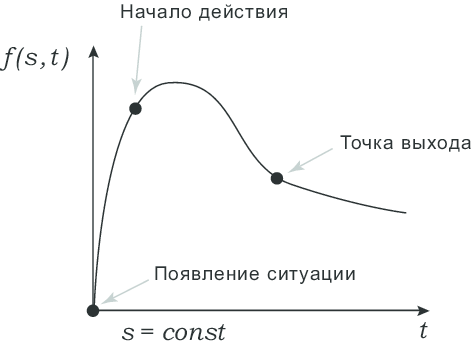 Начало действия
f(s,t)
Точка выхода
Появление ситуации
s = const
t